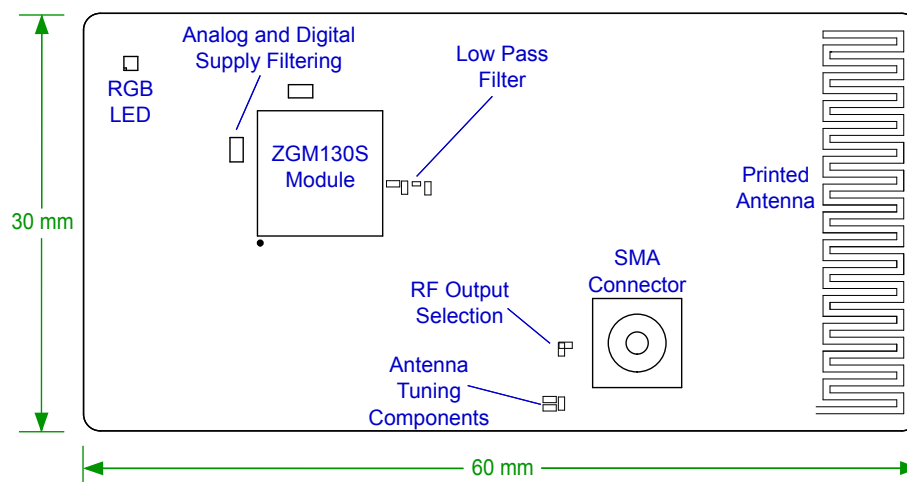 Analog and Digital
Supply Filtering
Low Pass
Filter
RGB
LED
ZGM130S
Module
Printed
Antenna
30 mm
SMA
Connector
RF Output
Selection
Antenna
Tuning
Components
60 mm